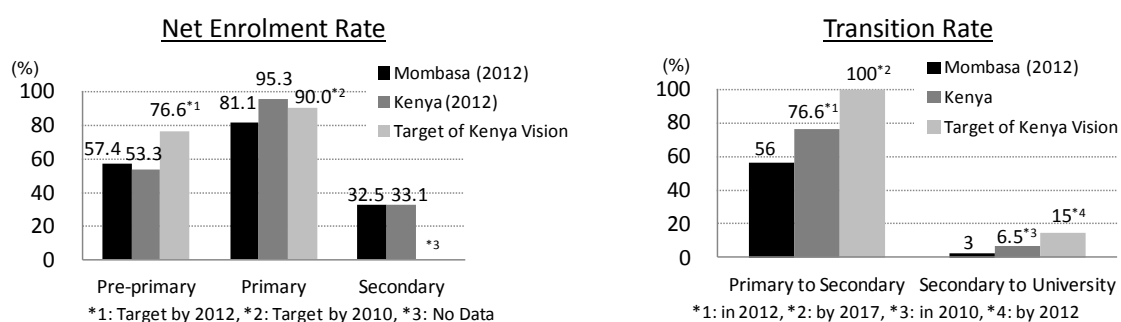 Net Enrolment Rate
(%)
100
80
60
40
20
0
57.4
53.3
76.6*1
81.1
95.3
90.0*2
32.5
33.1
*3
Mombasa (2012)
Kenya (2012)
Target of Kenya Vision
Pre-primary
Primary
Secondary
*1: Target by 2012, *2: Target by 2010, *3: No Data
Transition Rate
(%)
100
80
60
40
20
0
56
76.6*1
100*2
3
6.5*3
15*4
Mombasa (2012)
Kenya
Target of Kenya Vision
Primary to Secondary
Secondary to University
*1: in 2012, *2: by 2017, *3: in 2010, *4: by 2012